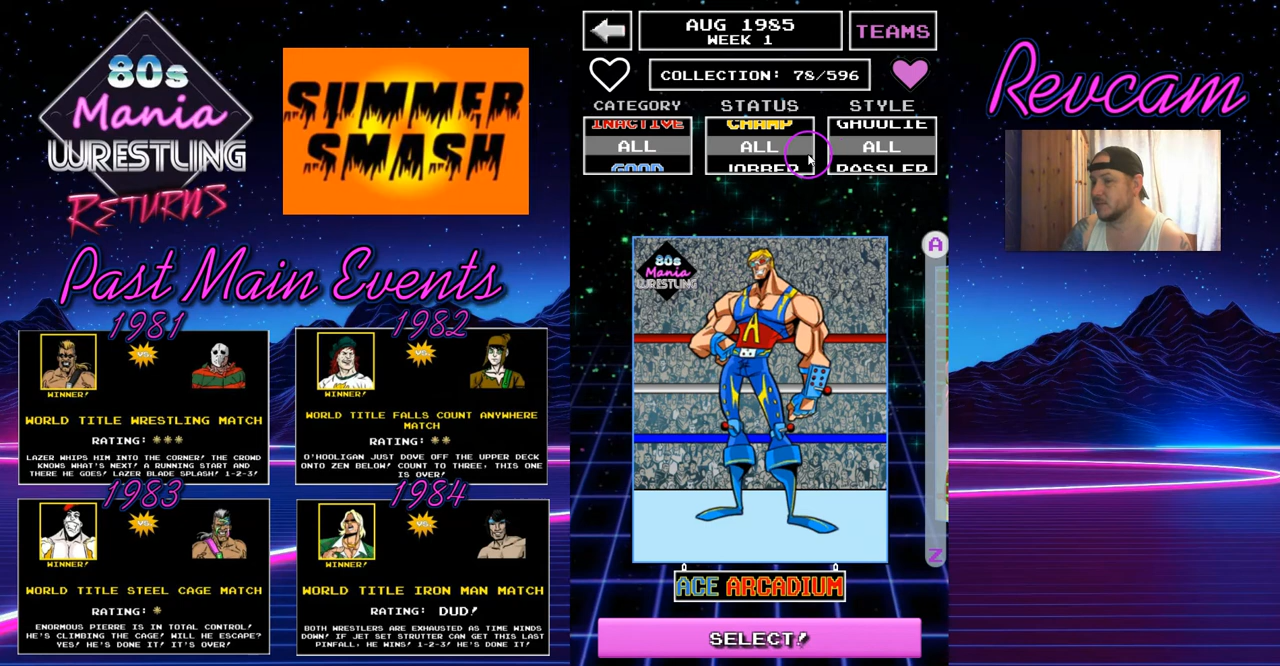 80s
Mania
WRESTLING
RETURNS
SUMMER
SMASH
Past Main Events
1981
VS
WINNER!
WORLD TITLE WRESTLING MATCH
RATING: ***
LAZER WHIPS HIM INTO THE CORNER! THE CROWD
KNOWS WHAT'S NEXT! A RUNNING START AND
THERE HE GOES! LAZER BLADE SPLASH! 1-2-3!
1982
VS
WINNER!
WORLD TITLE FALLS COUNT ANYWHERE
MATCH
RATING: **
O'HOOLIGAN JUST DOVE OFF THE UPPER DECK
ONTO ZEN BELOW! COUNT TO THREE, THIS ONE
IS OVER!
1983
VS
WINNER!
WORLD TITLE STEEL CAGE MATCH
RATING: *
ENORMOUS PIERRE IS IN TOTAL CONTROL!
HE'S CLIMBING THE CAGE! WILL HE ESCAPE?
YES! HE'S DONE IT! IT'S OVER!
1984
VS
WINNER!
WORLD TITLE IRON MAN MATCH
RATING: DUD!
BOTH WRESTLERS ARE EXHAUSTED AS TIME WINDS
DOWN! IF JET SET STRUTTER CAN GET THIS LAST
PINFALL, HE WINS! 1-2-3! HE'S DONE IT!
AUG 1985
WEEK 1
TEAMS
COLLECTION: 78/596
CATEGORY
STATUS
STYLE
INACTIVE
CHAMP
GHOULIE
ALL
ALL
ALL
GOOD
JOBBER
RASSLER
A
80s
Mania
WRESTLING
A
Z
ACE ARCADIUM
SELECT!
Revcam